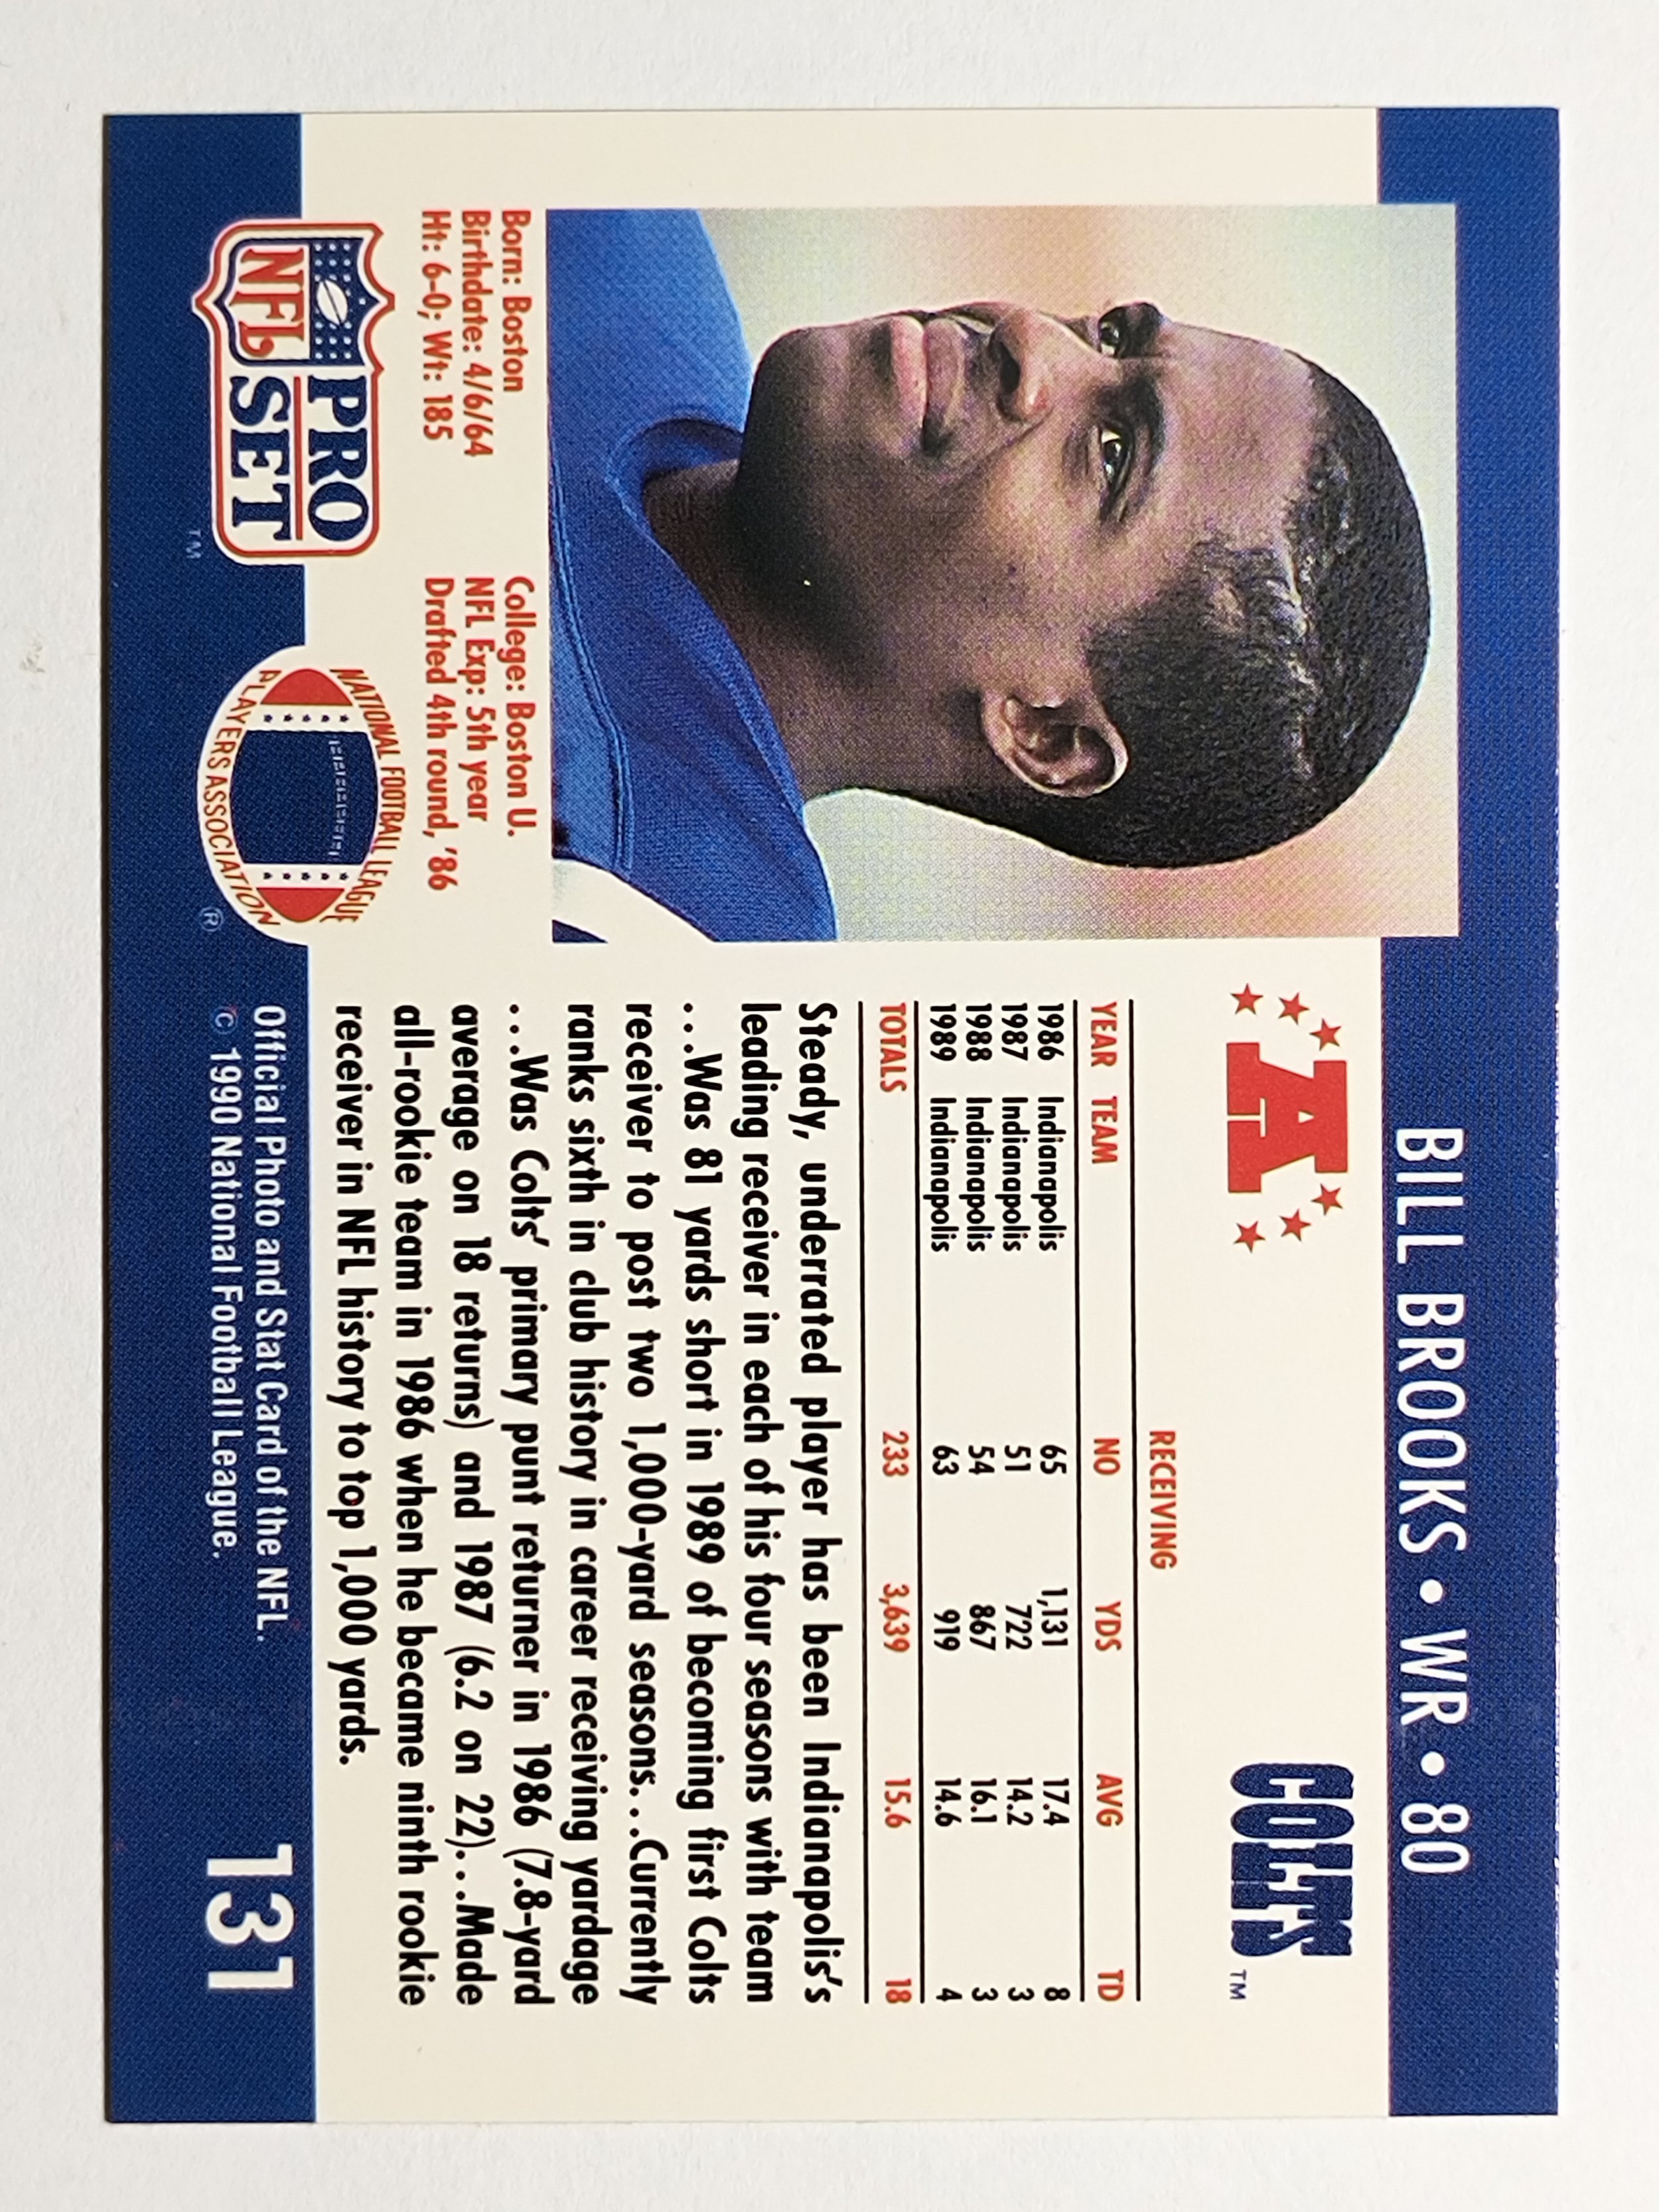 BILL BROOKS • WR • 80
A
COLTS™
RECEIVING
YEAR TEAM NO YDS AVG TD
1986 Indianapolis 65 1,131 17.4 8
1987 Indianapolis 51 722 14.2 3
1988 Indianapolis 54 867 16.1 3
1989 Indianapolis 63 919 14.6 4
TOTALS 233 3,639 15.6 18
Steady, underrated player has been Indianapolis's
leading receiver in each of his four seasons with team
...Was 81 yards short in 1989 of becoming first Colts
receiver to post two 1,000-yard seasons...Currently
ranks sixth in club history in career receiving yardage
...Was Colts' primary punt returner in 1986 (7.8-yard
average on 18 returns) and 1987 (6.2 on 22)...Made
all-rookie team in 1986 when he became ninth rookie
receiver in NFL history to top 1,000 yards.
Born: Boston
Birthdate: 4/6/64
Ht: 6-0; Wt: 185
College: Boston U.
NFL Exp: 5th year
Drafted 4th round, '86
NFL PRO
SET™
NATIONAL FOOTBALL LEAGUE
PLAYERS ASSOCIATION®
Official Photo and Stat Card of the NFL.
© 1990 National Football League.
131